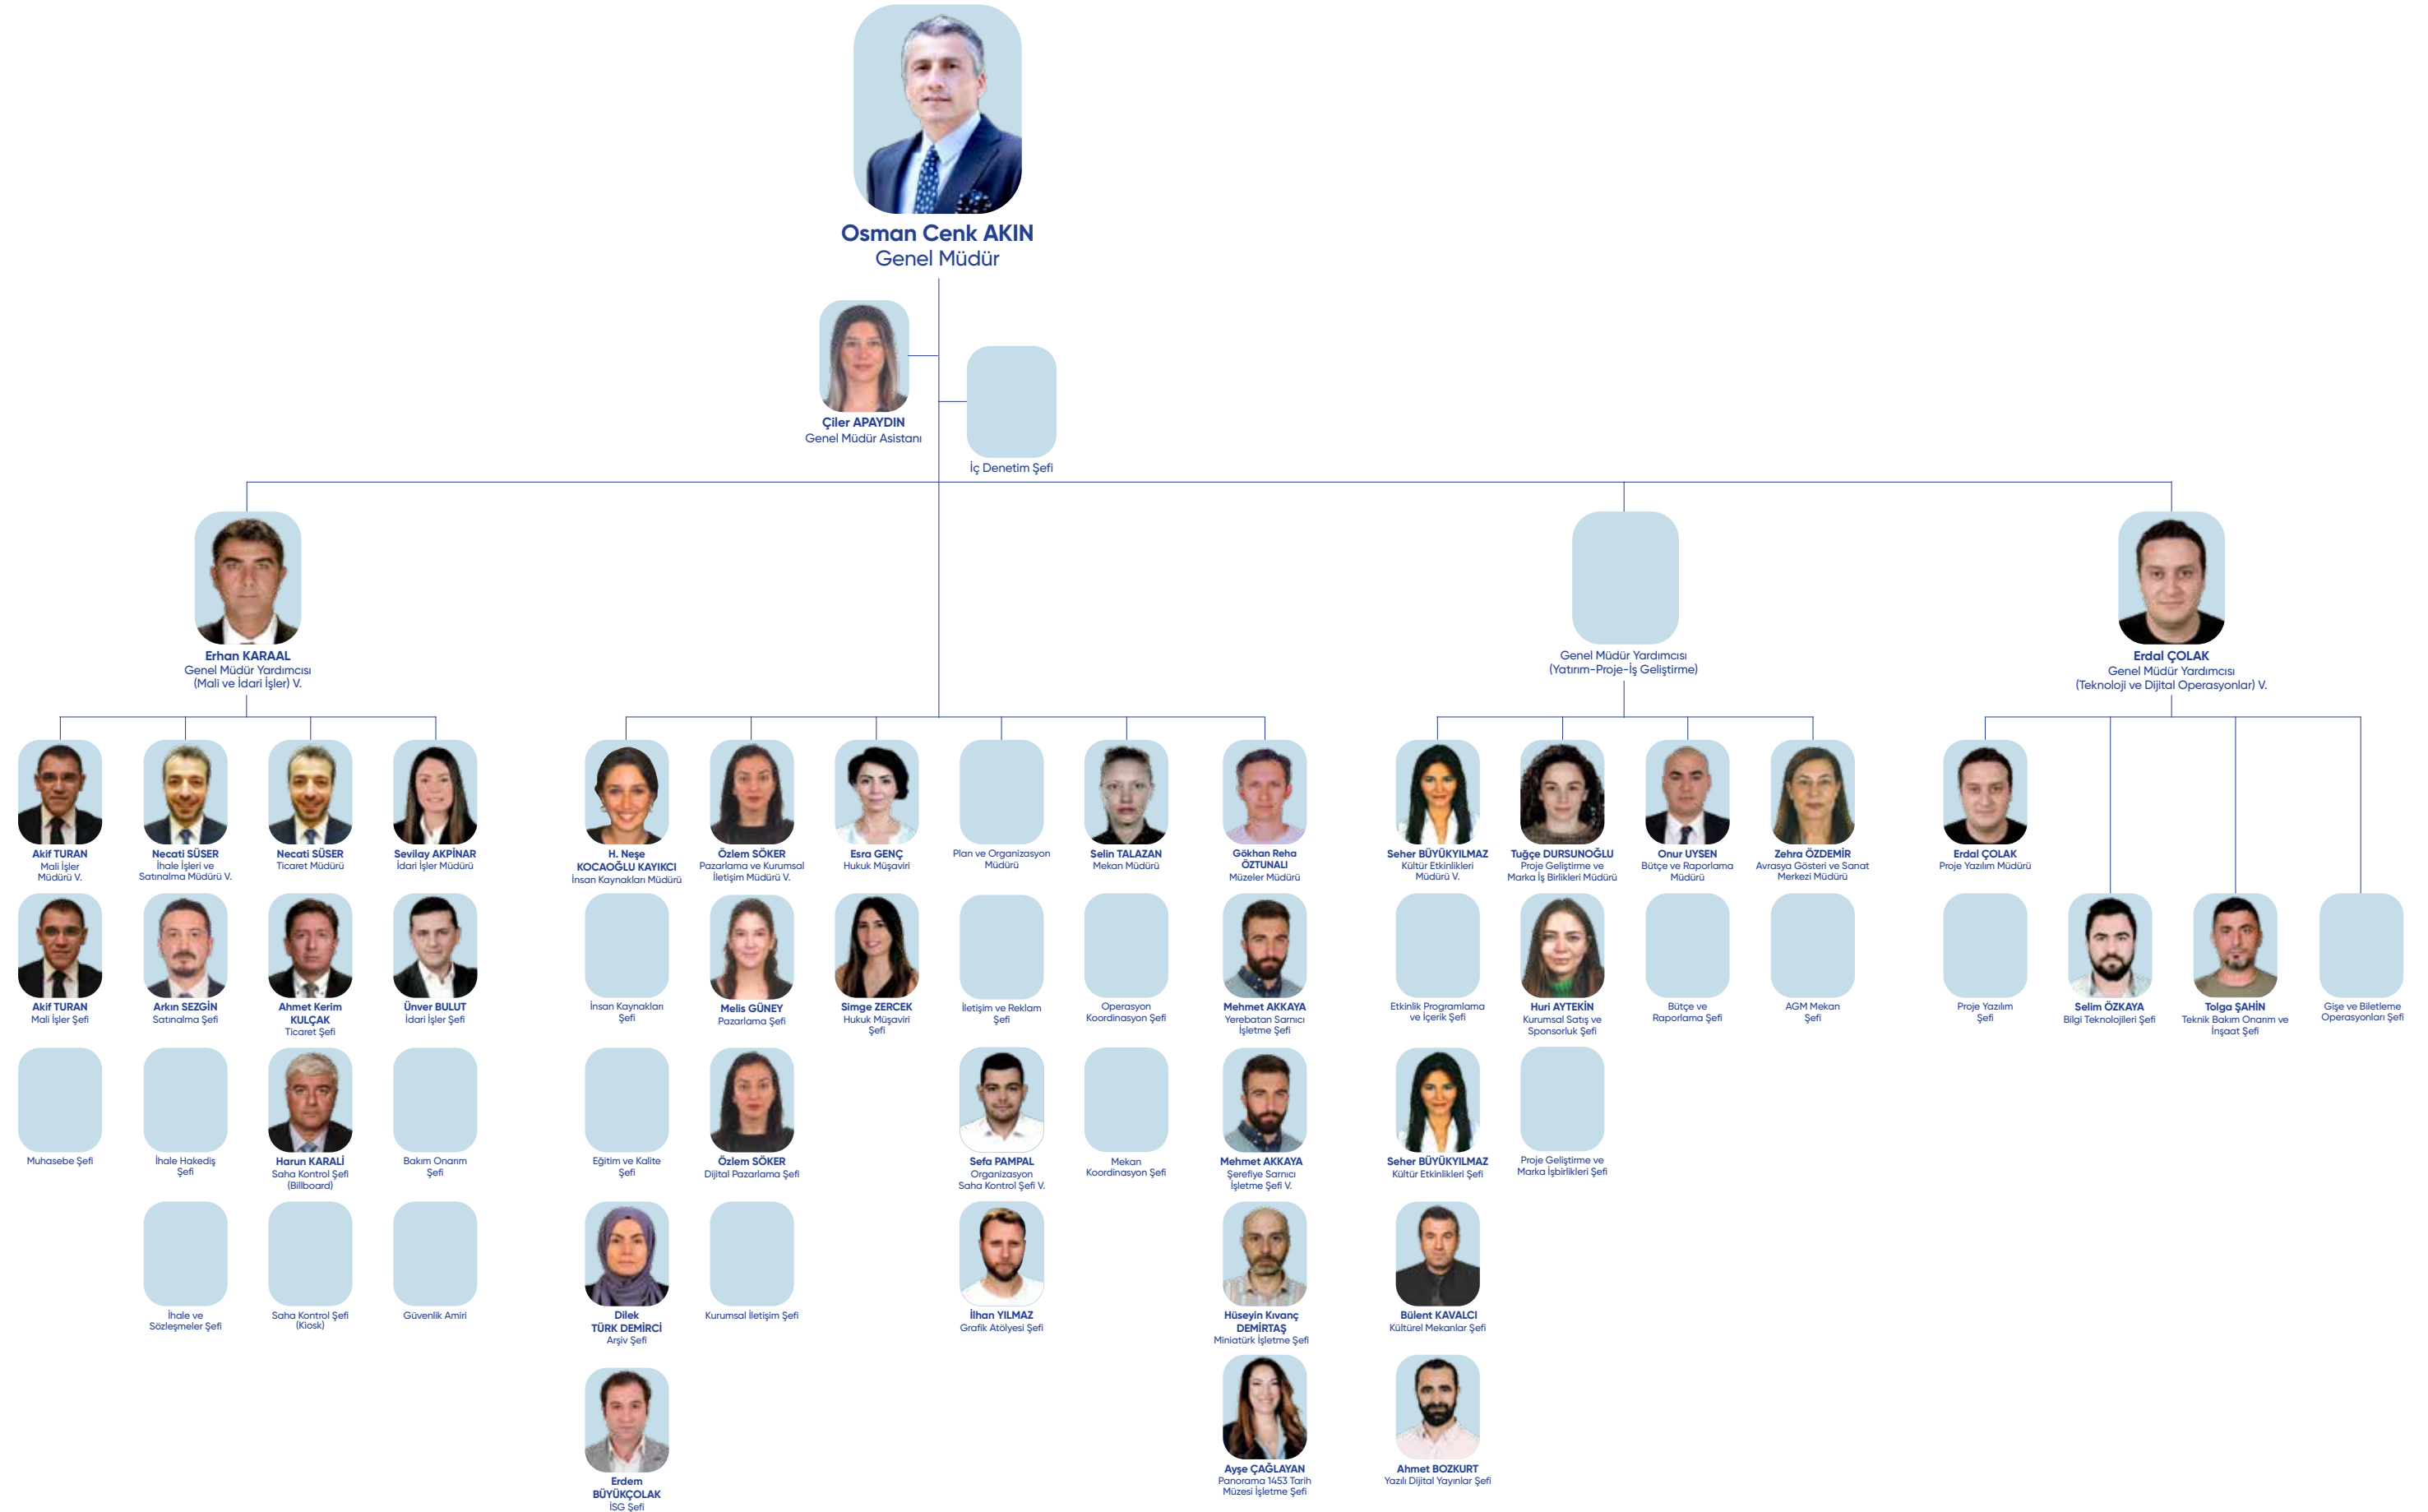 Osman Cenk AKIN
Genel Müdür
Çiler APAYDIN
Genel Müdür Asistanı
İç Denetim Şefi
Erhan KARAAL
Genel Müdür Yardımcısı
(Mali ve İdari İşler) V.
Genel Müdür Yardımcısı
(Yatırım-Proje-İş Geliştirme)
Erdal ÇOLAK
Genel Müdür Yardımcısı
(Teknoloji ve Dijital Operasyonlar) V.
Akif TURAN
Mali İşler
Müdürü V.
Necati SÜSER
İhale İşleri ve
Satınalma Müdürü V.
Necati SÜSER
Ticaret Müdürü
Sevilay AKPİNAR
İdari İşler Müdürü
H. Neşe
KOCAOĞLU KAYIKCI
İnsan Kaynakları Müdürü
Özlem SÖKER
Pazarlama ve Kurumsal
İletişim Müdürü V.
Esra GENÇ
Hukuk Müşaviri
Plan ve Organizasyon
Müdürü
Selin TALAZAN
Mekan Müdürü
Gökhan Reha
ÖZTUNALI
Müzeler Müdürü
Seher BÜYÜKYILMAZ
Kültür Etkinlikleri
Müdürü V.
Tuğçe DURSUNOĞLU
Proje Geliştirme ve
Marka İş Birlikleri Müdürü
Onur UYSEN
Bütçe ve Raporlama
Müdürü
Zehra ÖZDEMİR
Avrasya Gösteri ve Sanat
Merkezi Müdürü
Erdal ÇOLAK
Proje Yazılım Müdürü
Akif TURAN
Mali İşler Şefi
Arkın SEZGİN
Satınalma Şefi
Ahmet Kerim
KULÇAK
Ticaret Şefi
Ünver BULUT
İdari İşler Şefi
İnsan Kaynakları
Şefi
Melis GÜNEY
Pazarlama Şefi
Simge ZERCEK
Hukuk Müşaviri
Şefi
İletişim ve Reklam
Şefi
Operasyon
Koordinasyon Şefi
Mehmet AKKAYA
Yerebatan Sarnıcı
İşletme Şefi
Etkinlik Programlama
ve İçerik Şefi
Huri AYTEKİN
Kurumsal Satış ve
Sponsorluk Şefi
Bütçe ve
Raporlama Şefi
AGM Mekan
Şefi
Proje Yazılım
Şefi
Selim ÖZKAYA
Bilgi Teknolojileri Şefi
Tolga ŞAHİN
Teknik Bakım Onarım ve
İnşaat Şefi
Gişe ve Biletleme
Operasyonları Şefi
Muhasebe Şefi
İhale Hakediş
Şefi
Harun KARALİ
Saha Kontrol Şefi
(Billboard)
Bakım Onarım
Şefi
Eğitim ve Kalite
Şefi
Özlem SÖKER
Dijital Pazarlama Şefi
Sefa PAMPAL
Organizasyon
Saha Kontrol Şefi V.
Mekan
Koordinasyon Şefi
Mehmet AKKAYA
Şerefiye Sarnıcı
İşletme Şefi V.
Seher BÜYÜKYILMAZ
Kültür Etkinlikleri Şefi
Proje Geliştirme ve
Marka İşbirlikleri Şefi
İhale ve
Sözleşmeler Şefi
Saha Kontrol Şefi
(Kiosk)
Güvenlik Amiri
Dilek
TÜRK DEMİRCİ
Arşiv Şefi
Kurumsal İletişim Şefi
İlhan YILMAZ
Grafik Atölyesi Şefi
Hüseyin Kıvanç
DEMİRTAŞ
Miniatürk İşletme Şefi
Bülent KAVALCI
Kültürel Mekanlar Şefi
Erdem
BÜYÜKÇOLAK
İSG Şefi
Ayşe ÇAĞLAYAN
Panorama 1453 Tarih
Müzesi İşletme Şefi
Ahmet BOZKURT
Yazılı Dijital Yayınlar Şefi